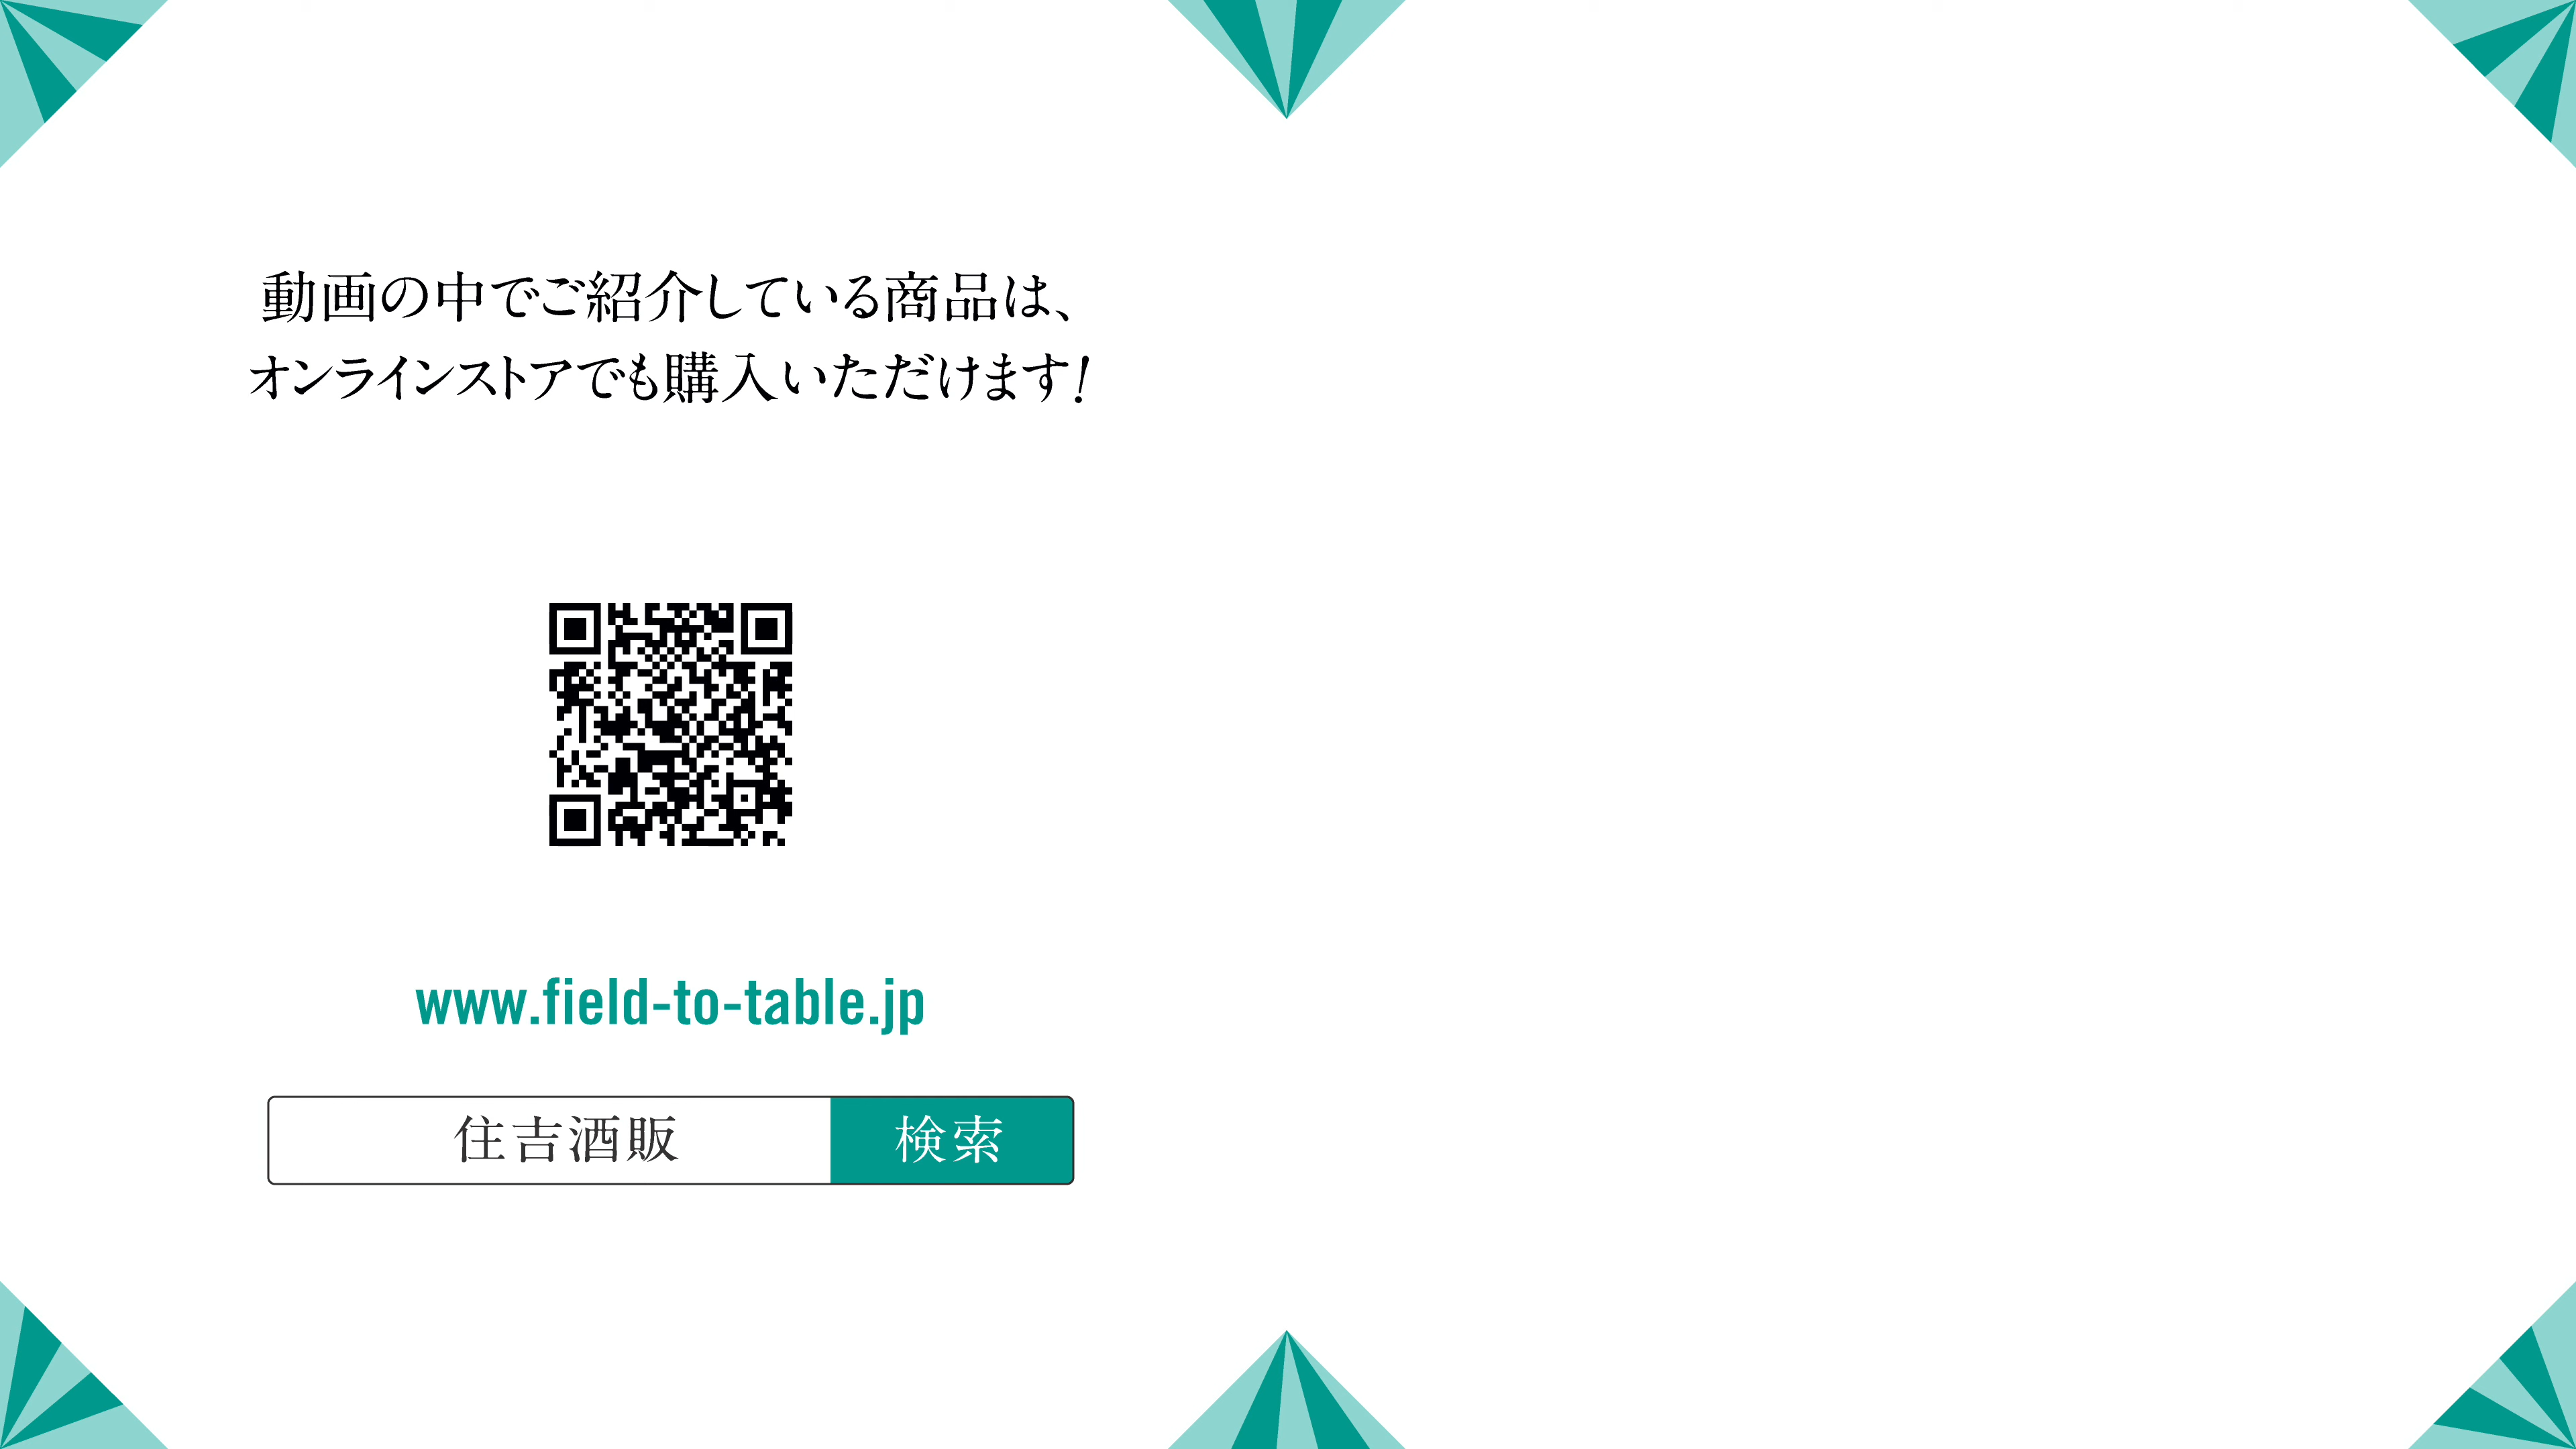 動画の中でご紹介している商品は、
オンラインストアでも購入いただけます！
www.field-to-table.jp
住吉酒販 検索